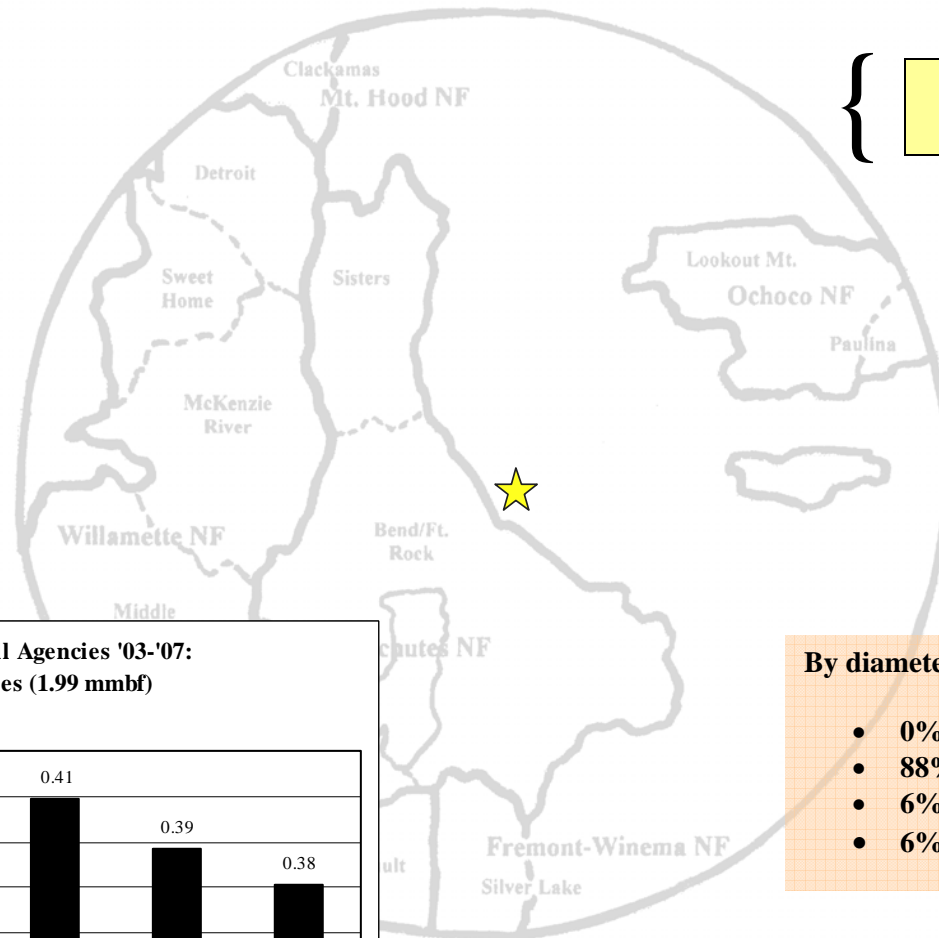 {
Clackamas
Mt. Hood NF
Detroit
Sisters
Sweet
Home
Lookout Mt.
Ochoco NF
Paulina
McKenzie
River
Willamette NF
Bend/Ft.
Rock
Middle
chutes NF
l Agencies '03-'07:
es (1.99 mmbf)
0.41
0.39
0.38
By diamete
• 0%
• 88%
• 6%
• 6%
ult
Fremont-Winema NF
Silver Lake